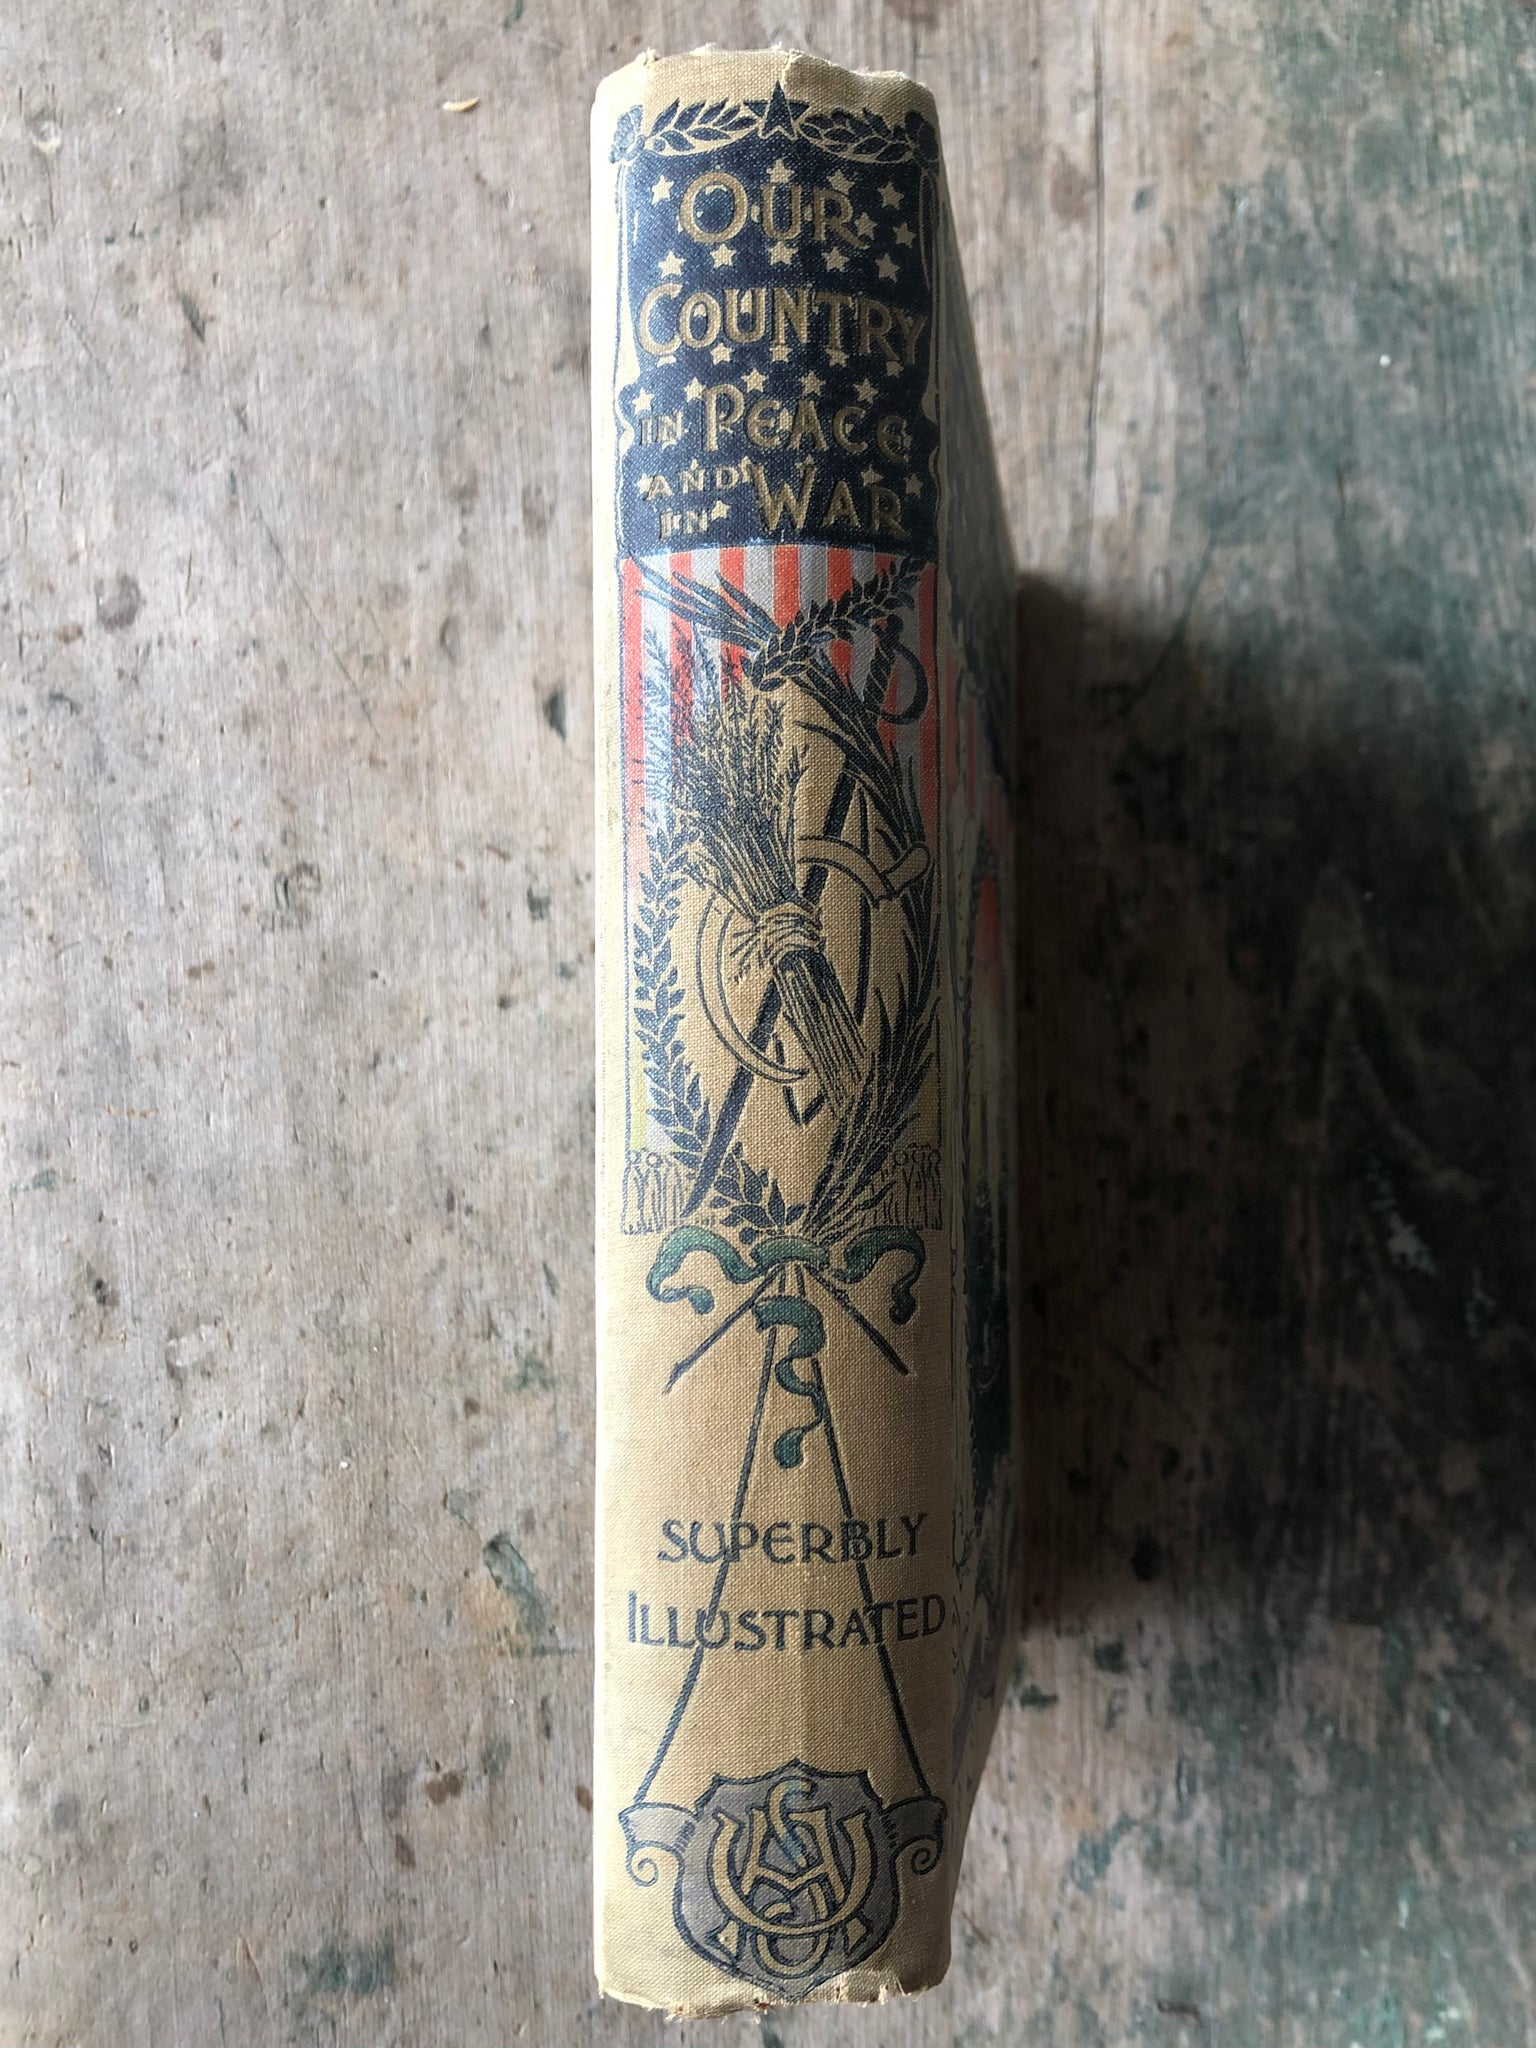 OUR
COUNTRY
IN PEACE
AND
IN WAR
SUPERBLY
ILLUSTRATED